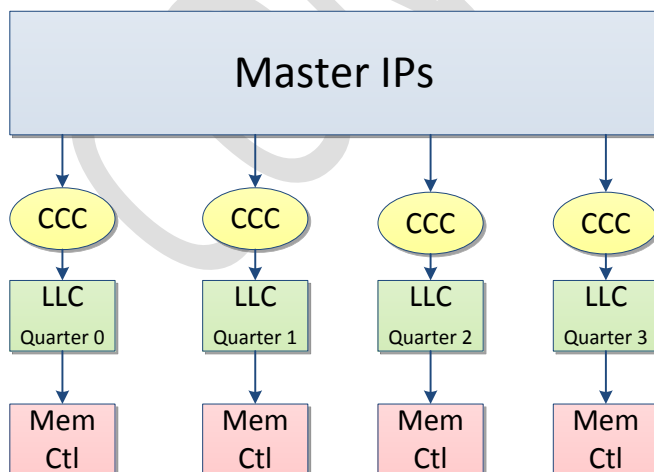 Master IPs
CCC CCC CCC CCC
LLC LLC LLC LLC
Quarter 0 Quarter 1 Quarter 2 Quarter 3
Mem Mem Mem Mem
Ctl Ctl Ctl Ctl